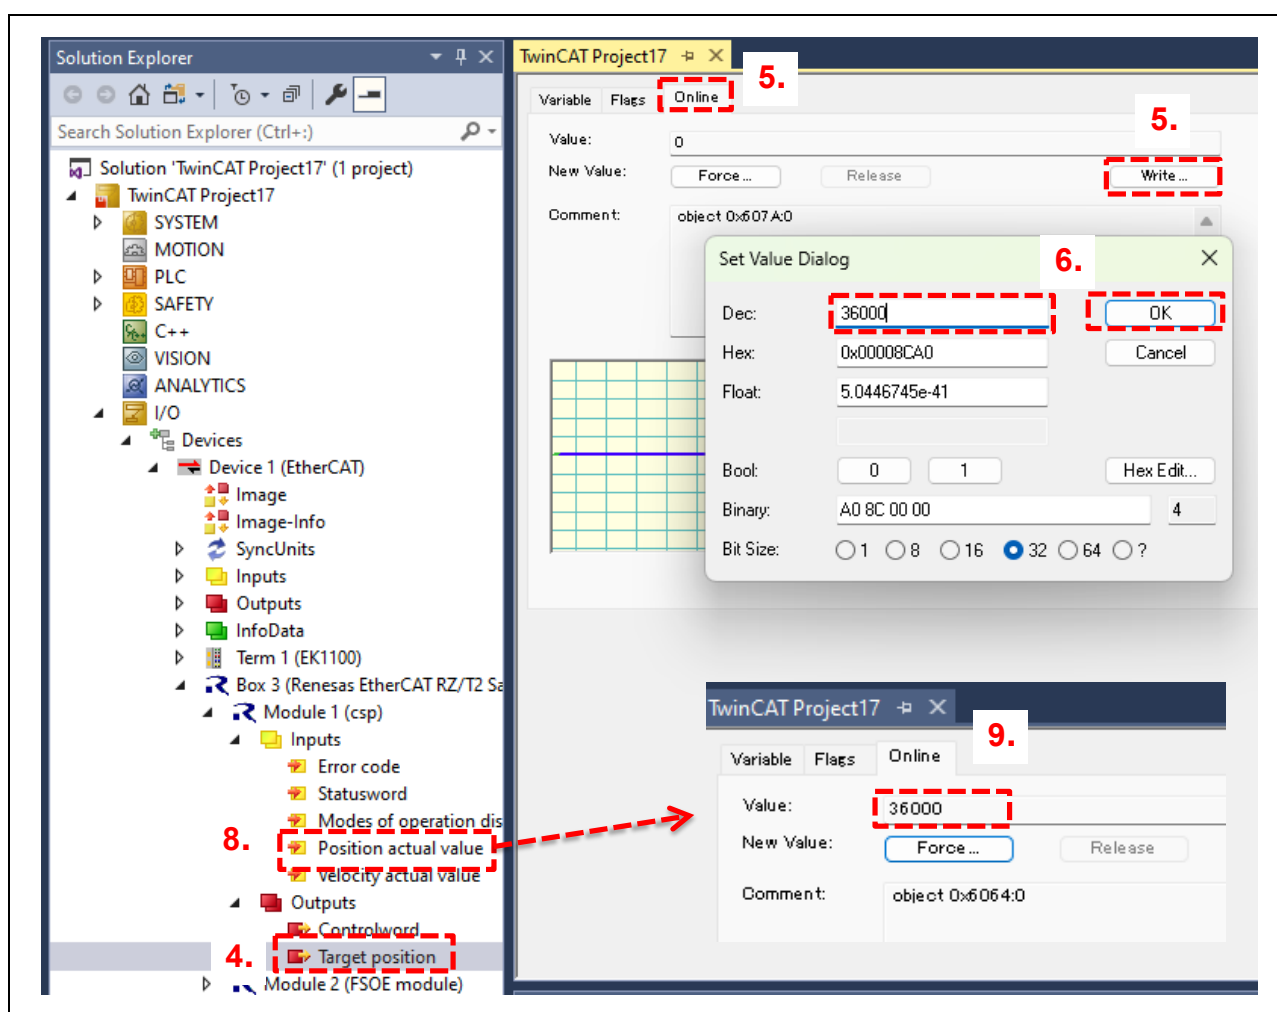 Solution Explorer
Search Solution Explorer (Ctrl+:)
Solution 'TwinCAT Project17' (1 project)
TwinCAT Project17
SYSTEM
MOTION
PLC
SAFETY
C++
VISION
ANALYTICS
I/O
Devices
Device 1 (EtherCAT)
Image
Image-Info
SyncUnits
Inputs
Outputs
InfoData
Term 1 (EK1100)
Box 3 (Renesas EtherCAT RZ/T2 Sa
Module 1 (csp)
Inputs
Error code
Statusword
Modes of operation dis
8.
Position actual value
Velocity actual value
Outputs
Controlword
4.
Target position
Module 2 (FSOE module)
TwinCAT Project17
5.
Variable Flags Online
5.
Value: 0
New Value: Force... Release Write...
Comment: object 0x607A:0
Set Value Dialog
6.
Dec: 36000 OK
Hex: 0x00008CA0 Cancel
Float: 5.0446745e-41
Bool: 0 1 Hex Edit...
Binary: A0 8C 00 00 4
Bit Size: 1 8 16 32 64 ?
TwinCAT Project17
9.
Variable Flags Online
Value: 36000
New Value: Force... Release
Comment: object 0x6064:0